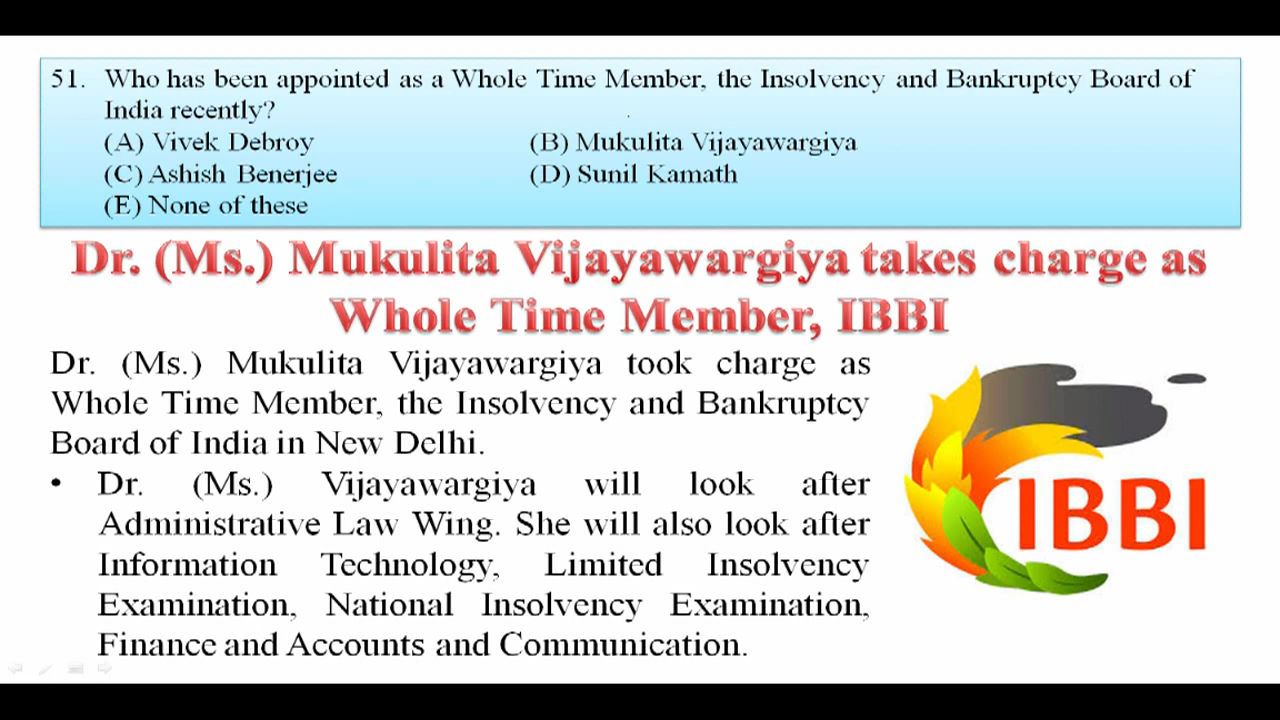 51. Who has been appointed as a Whole Time Member, the Insolvency and Bankruptcy Board of
India recently?
(A) Vivek Debroy (B) Mukulita Vijayawargiya
(C) Ashish Benerjee (D) Sunil Kamath
(E) None of these
Dr. (Ms.) Mukulita Vijayawargiya takes charge as
Whole Time Member, IBBI
Dr. (Ms.) Mukulita Vijayawargiya took charge as
Whole Time Member, the Insolvency and Bankruptcy
Board of India in New Delhi.
• Dr. (Ms.) Vijayawargiya will look after
Administrative Law Wing. She will also look after
Information Technology, Limited Insolvency
Examination, National Insolvency Examination,
Finance and Accounts and Communication.
IBBI